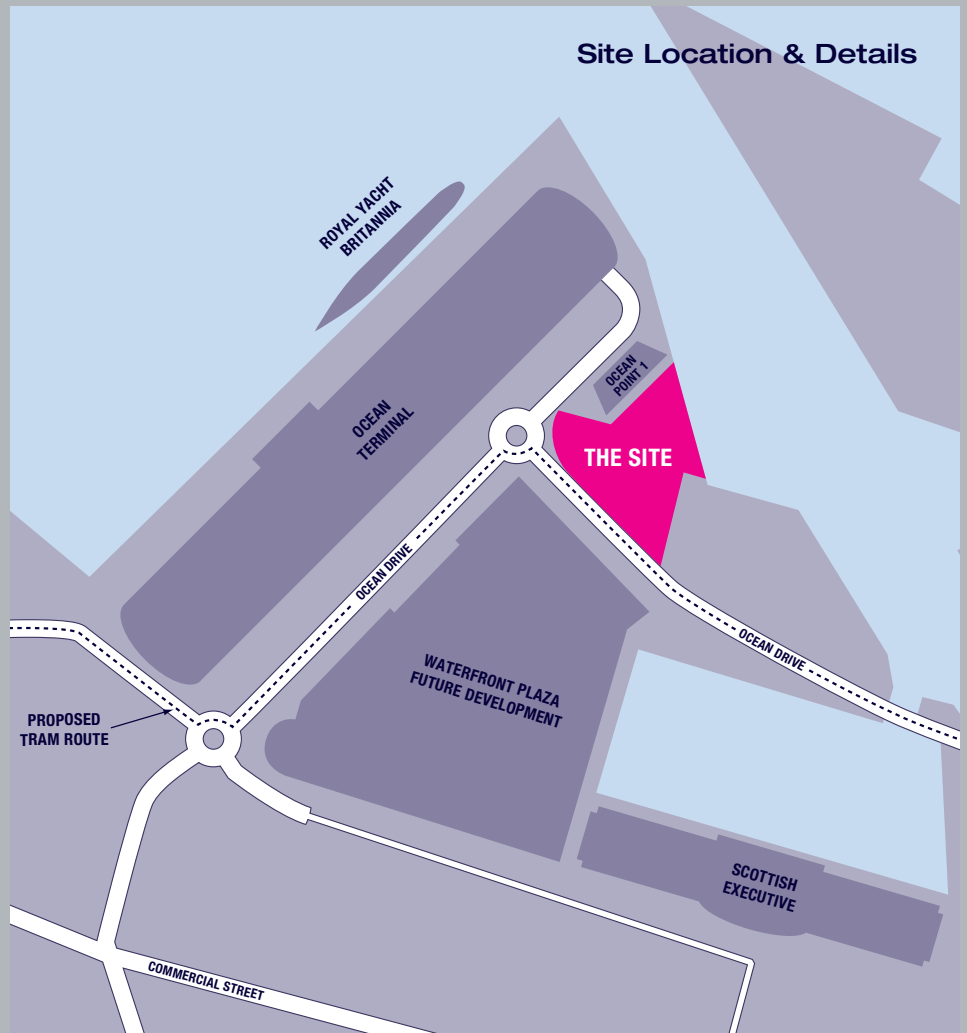 Site Location & Details
ROYAL YACHT
BRITANNIA
OCEAN
POINT 1
OCEAN
TERMINAL
THE SITE
OCEAN DRIVE
OCEAN DRIVE
WATERFRONT PLAZA
FUTURE DEVELOPMENT
PROPOSED
TRAM ROUTE
SCOTTISH
EXECUTIVE
COMMERCIAL STREET